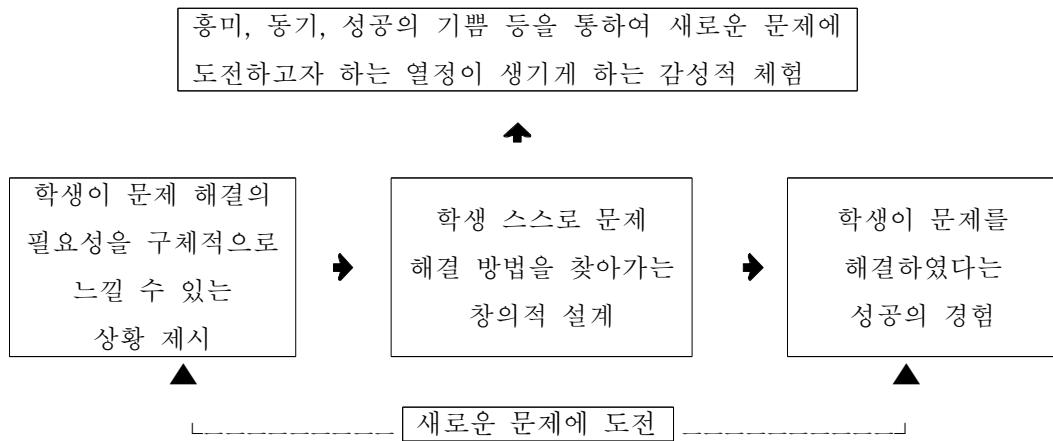 흥미, 동기, 성공의 기쁨 등을 통하여 새로운 문제에
도전하고자 하는 열정이 생기게 하는 감성적 체험
학생이 문제 해결의
필요성을 구체적으로
느낄 수 있는
상황 제시
학생 스스로 문제
해결 방법을 찾아가는
창의적 설계
학생이 문제를
해결하였다는
성공의 경험
새로운 문제에 도전